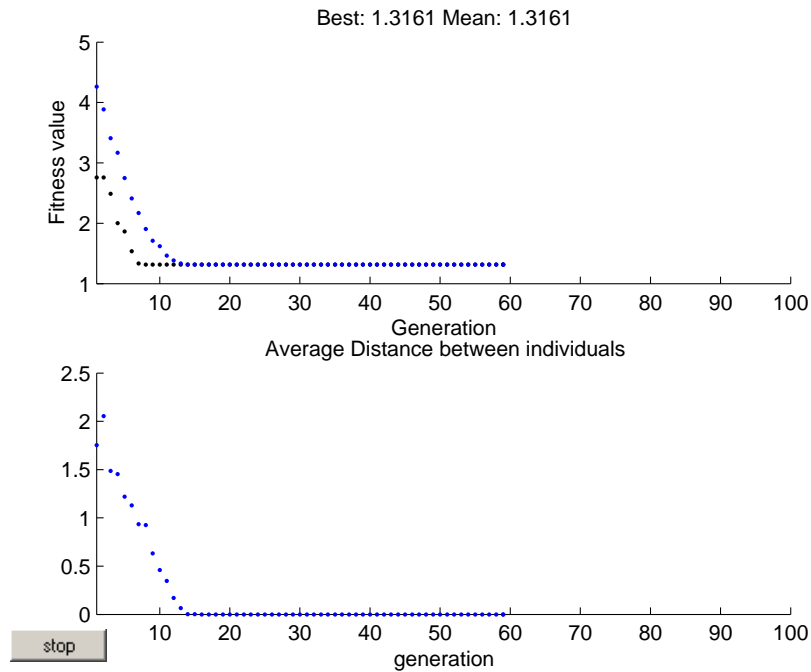 Best: 1.3161 Mean: 1.3161
5
4
3
2
1
Fitness value
10 20 30 40 50 60 70 80 90 100
Generation
Average Distance between individuals
2.5
2
1.5
1
0.5
0
10 20 30 40 50 60 70 80 90 100
generation
stop